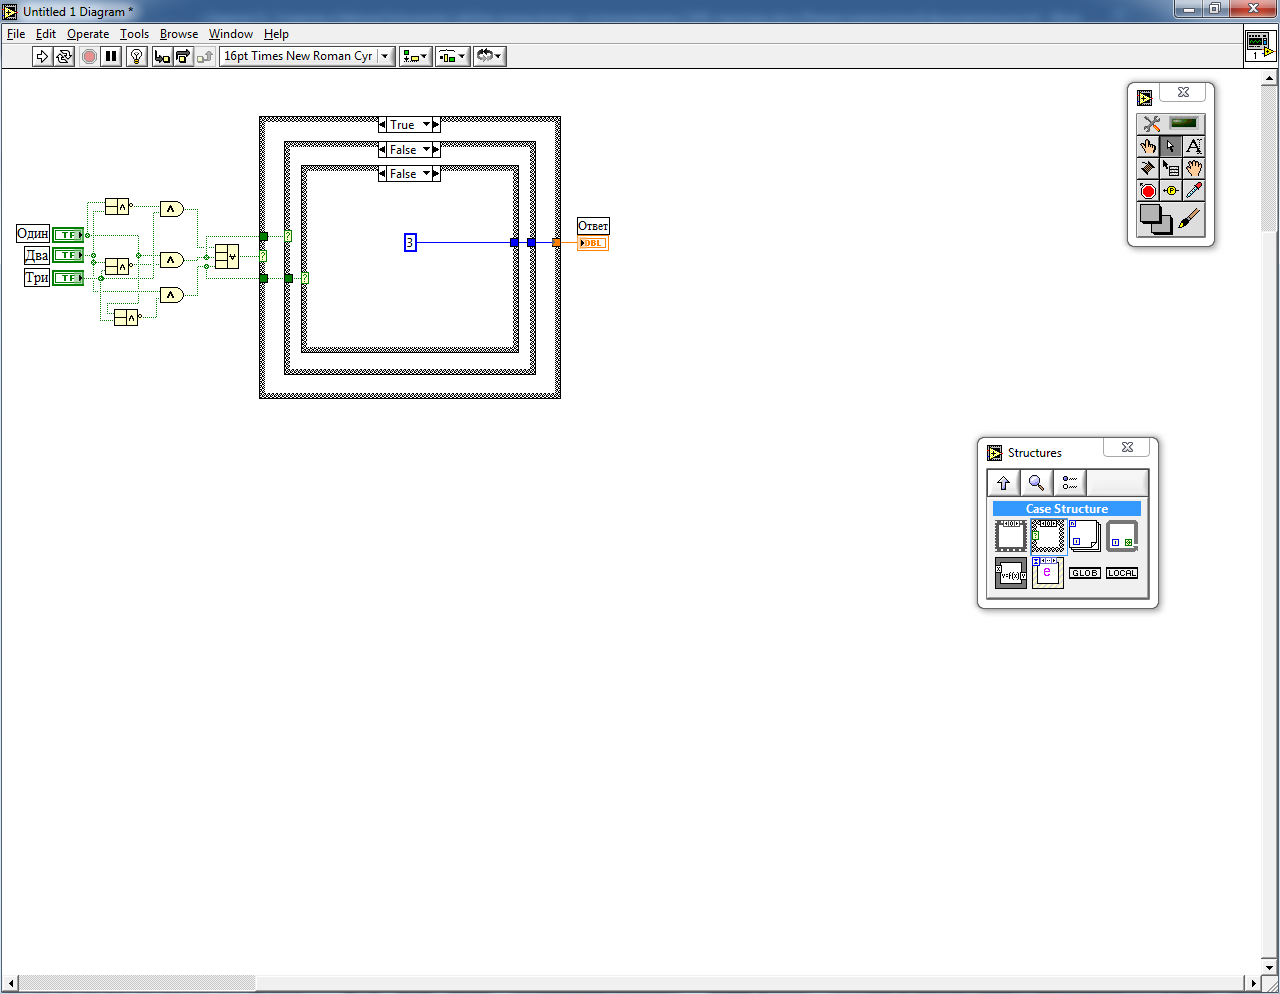 Untitled 1 Diagram *
File Edit Operate Tools Browse Window Help
16pt Times New Roman Cyr
1
True
False
False
Один TF
Два TF
Три TF
3
Ответ
DBL
?
?
?
A
P
Structures
Case Structure
GLOB
LOCAL
e